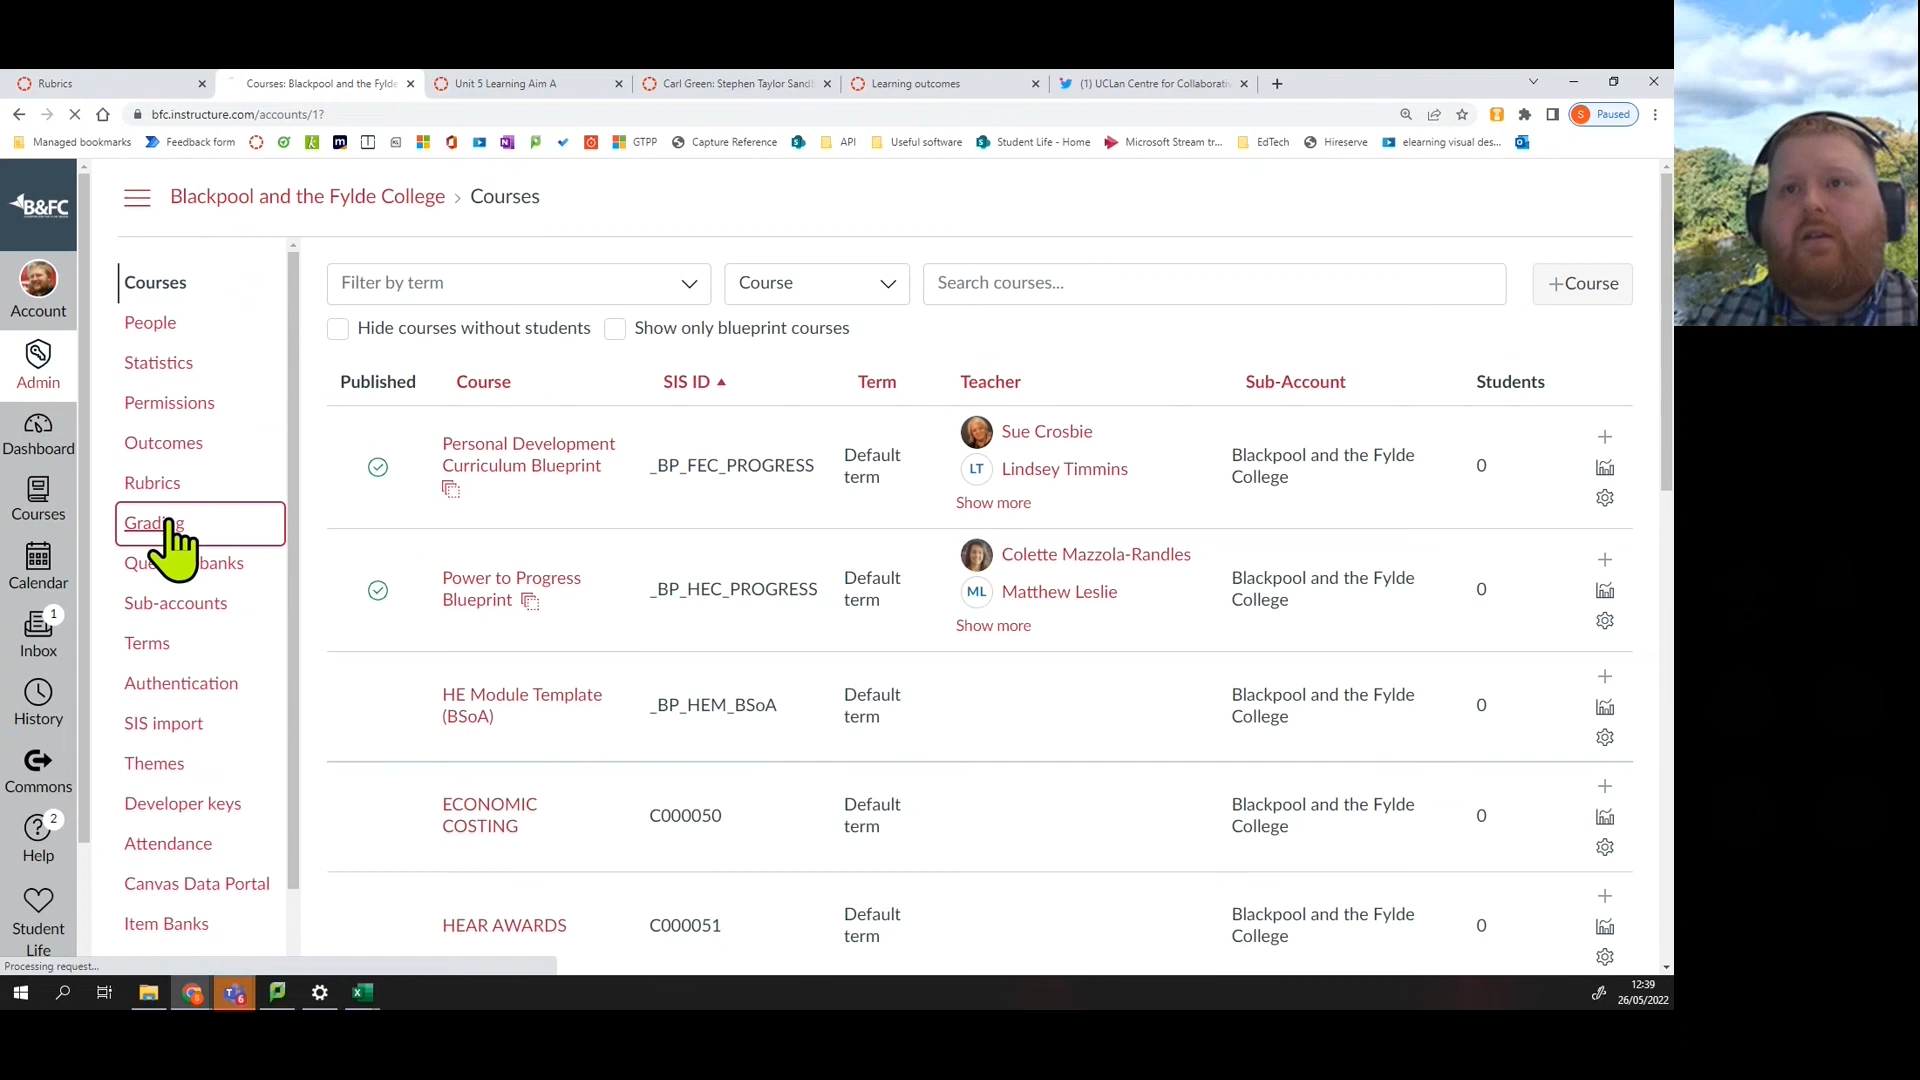 Rubrics
Courses: Blackpool and the Fylde
Unit 5 Learning Aim A
Carl Green: Stephen Taylor Sandb
Learning outcomes
(1) UCLan Centre for Collaborativ
bfc.instructure.com/accounts/1?
S Paused
Managed bookmarks
Feedback form
GTPP
Capture Reference
API
Useful software
Student Life - Home
Microsoft Stream tr...
EdTech
Hireserve
elearning visual des...
B&FC
Blackpool and the Fylde College › Courses
Account
Admin
Dashboard
Courses
Calendar
1
Inbox
History
Commons
2
Help
Student
Life
Courses
People
Statistics
Permissions
Outcomes
Rubrics
Grading
banks
Sub-accounts
Terms
Authentication
SIS import
Themes
Developer keys
Attendance
Canvas Data Portal
Item Banks
Filter by term
Course
Search courses...
+Course
Hide courses without students
Show only blueprint courses
Published Course SIS ID Term Teacher Sub-Account Students
Personal Development
Curriculum Blueprint
_BP_FEC_PROGRESS
Default
term
Sue Crosbie
LT Lindsey Timmins
Show more
Blackpool and the Fylde
College
0
Power to Progress
Blueprint
_BP_HEC_PROGRESS
Default
term
Colette Mazzola-Randles
ML Matthew Leslie
Show more
Blackpool and the Fylde
College
0
HE Module Template
(BSoA)
_BP_HEM_BSoA
Default
term
Blackpool and the Fylde
College
0
ECONOMIC
COSTING
C000050
Default
term
Blackpool and the Fylde
College
0
HEAR AWARDS
C000051
Default
term
Blackpool and the Fylde
College
0
Processing request...
12:39
26/05/2022